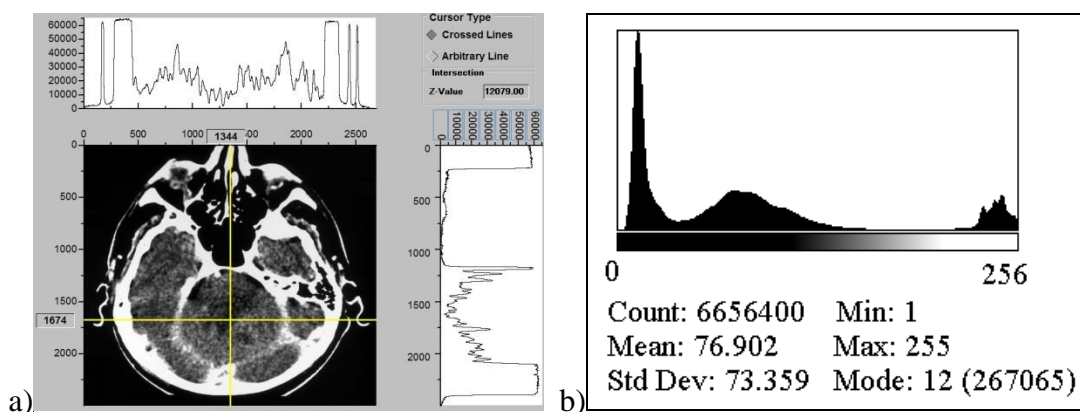 Cursor Type
Crossed Lines
Arbitrary Line
Intersection
Z-Value 12079.00
60000
50000
40000
30000
20000
10000
0
0 500 1000 1344 2000 2500
0 10000 20000 30000 40000 50000 60000
0
500
1000
1500
1674
2000
0
500
1000
1500
2000
a)
b)
0 256
Count: 6656400 Min: 1
Mean: 76.902 Max: 255
Std Dev: 73.359 Mode: 12 (267065)